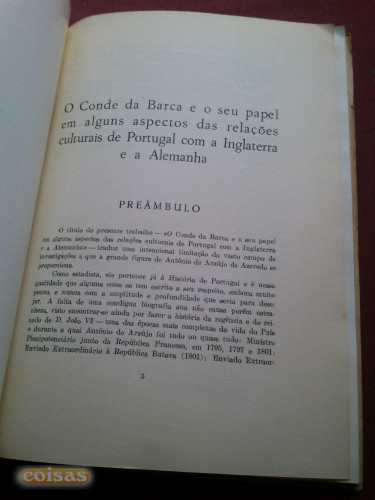 O Conde da Barca e o seu papel
em alguns aspectos das relações
culturais de Portugal com a Inglaterra
e a Alemanha
PREÂMBULO
O título do presente trabalho — «O Conde da Barca e o seu papel
em alguns aspectos das relações culturais de Portugal com a Inglaterra
e a Alemanha» — traduz uma intencional limitação do vasto campo de
investigações a que a grande figura de António de Araújo de Azevedo se
proporciona.
Como estadista, ele pertence já à História de Portugal e é nessa
qualidade que alguma coisa se tem escrito a seu respeito, embora muito
pouco, e nunca com a amplitude e profundidade que seria para dese-
jar. A falta de uma condigna biografia sua não causa porém estra-
nheza, visto encontrar-se ainda por fazer a história da regência e do rei-
nado de D. João VI — uma das épocas mais complexas da vida do País
e durante a qual António de Araújo foi tudo ou quase tudo: Ministro
Plenipotenciário junto da República Francesa, em 1795, 1797 e 1801;
Enviado Extraordinário à República Batava (1801); Enviado Extraor-
5
coisas